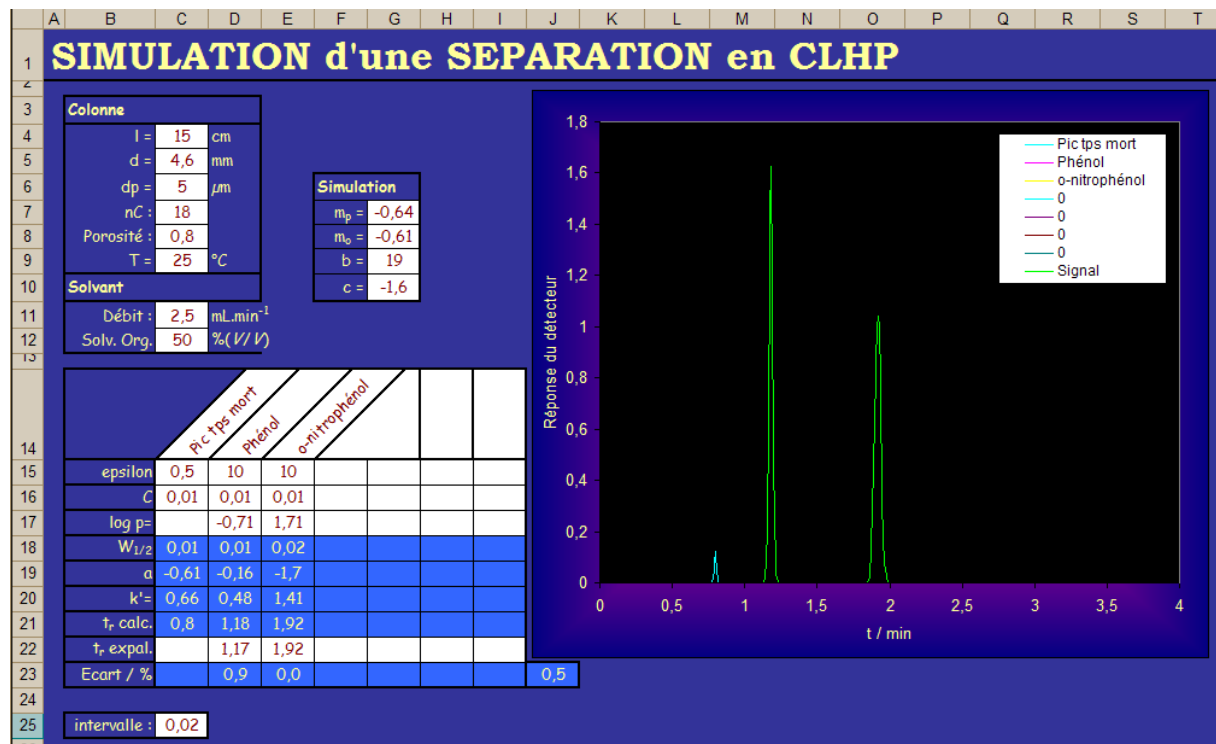 A B C D E F G H I J K L M N O P Q R S T
1 SIMULATION d'une SEPARATION en CLHP
2
3 Colonne
4 l = 15 cm
5 d = 4,6 mm
6 dp = 5 µm Simulation
7 nC : 18 mp = -0,64
8 Porosité : 0,8 mo = -0,61
9 T = 25 °C b = 19
10 Solvant c = -1,6
11 Débit : 2,5 mL.min-1
12 Solv. Org. 50 %(V/V)
13
14 Pic tps mort Phénol o-nitrophénol
15 epsilon 0,5 10 10
16 C 0,01 0,01 0,01
17 log p= -0,71 1,71
18 W1/2 0,01 0,01 0,02
19 a -0,61 -0,16 -1,7
20 k'= 0,66 0,48 1,41
21 tr calc. 0,8 1,18 1,92
22 tr expal. 1,17 1,92
23 Ecart / % 0,9 0,0 0,5
24
25 intervalle : 0,02
Réponse du détecteur
1,8
1,6
1,4
1,2
1
0,8
0,6
0,4
0,2
0
0 0,5 1 1,5 2 2,5 3 3,5 4
t / min
Pic tps mort
Phénol
o-nitrophénol
0
0
0
0
Signal